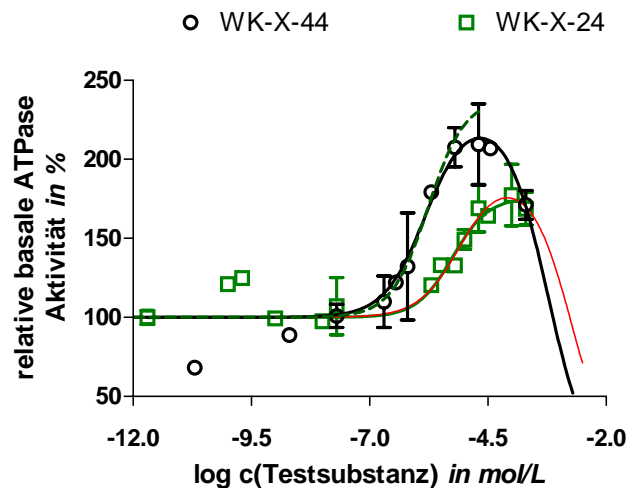 WK-X-44 WK-X-24
relative basale ATPase
Aktivität in %
250
200
150
100
50
-12.0 -9.5 -7.0 -4.5 -2.0
log c(Testsubstanz) in mol/L